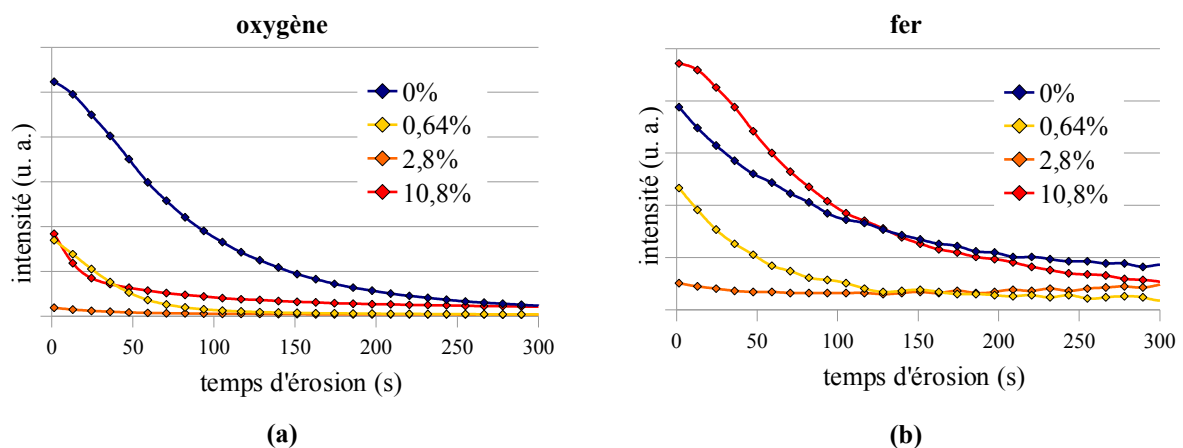 oxygène
intensité (u. a.)
0%
0,64%
2,8%
10,8%
0 50 100 150 200 250 300
temps d'érosion (s)
(a)
fer
intensité (u. a.)
0%
0,64%
2,8%
10,8%
0 50 100 150 200 250 300
temps d'érosion (s)
(b)